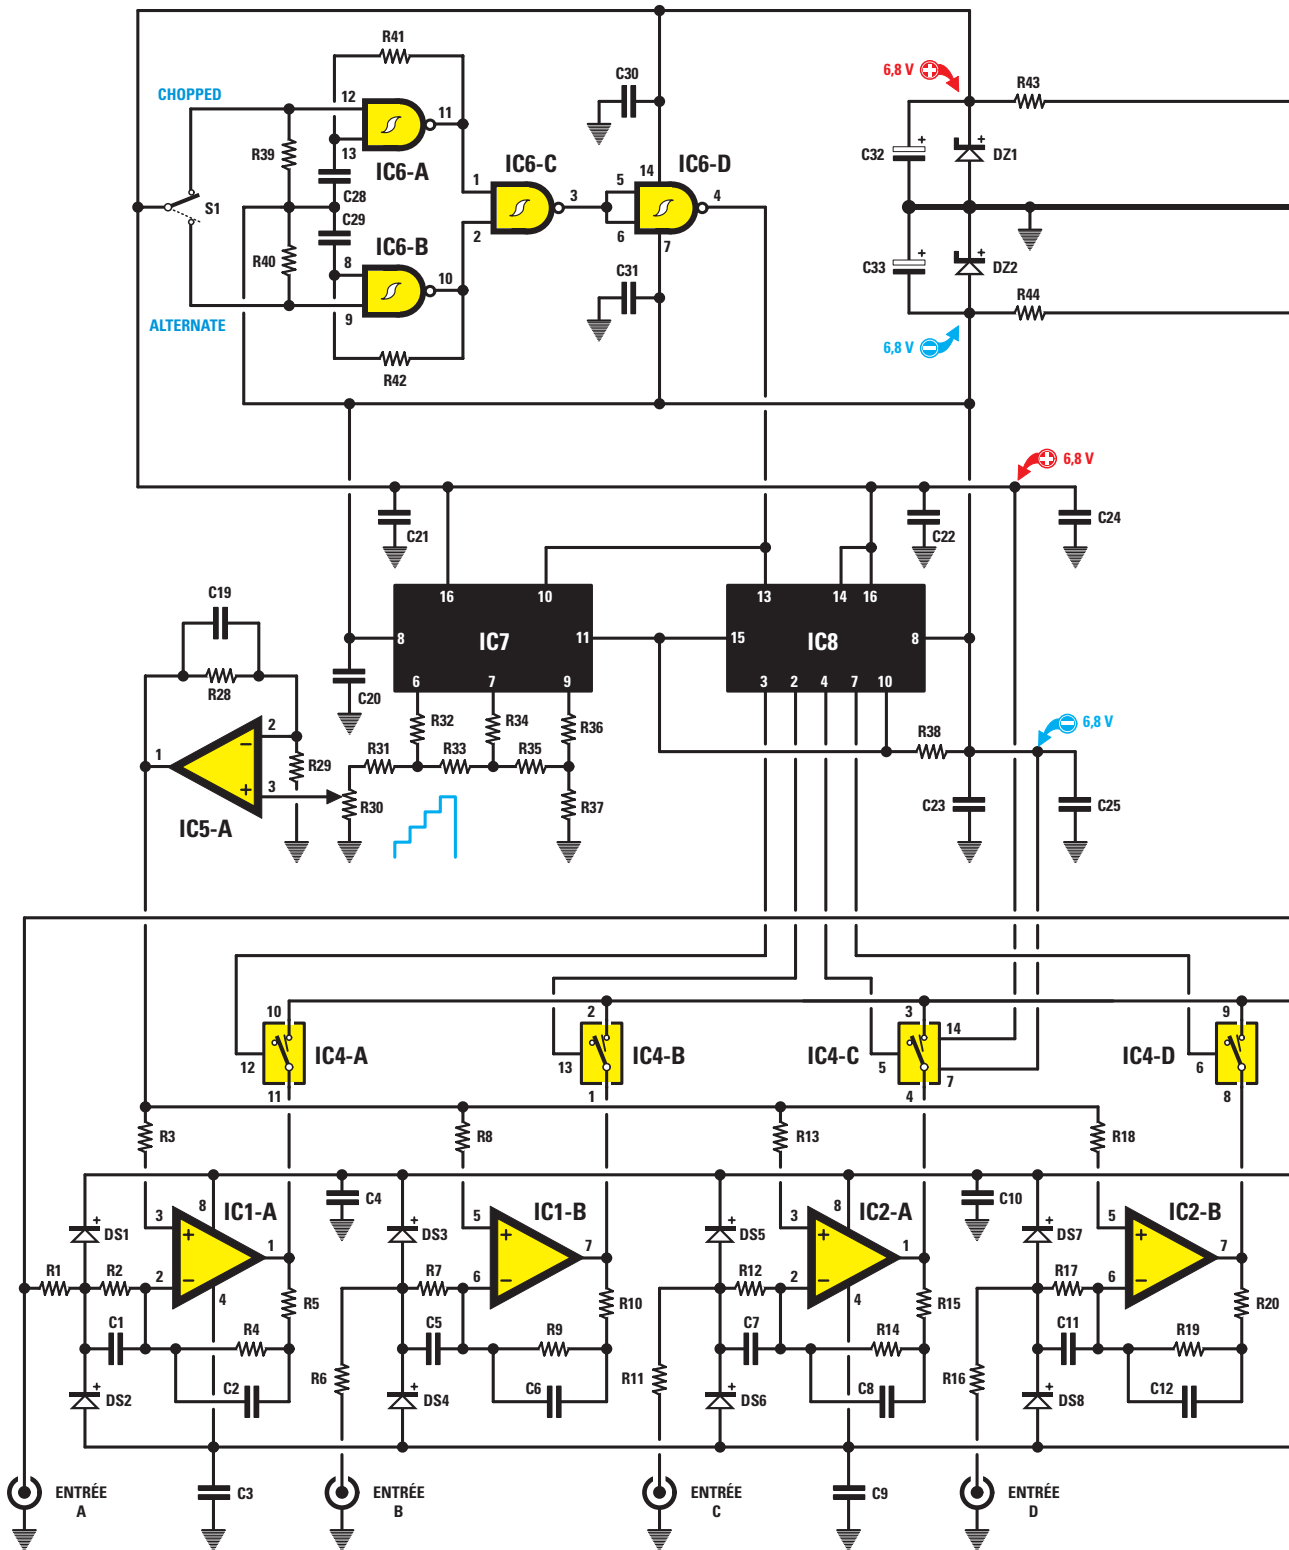 R41
C30
6,8 V
R43
CHOPPED
12
11
R39
13
IC6-A
C28
C32
DZ1
IC6-C
IC6-D
1
3
2
5
14
4
6
7
S1
C29
IC6-B
R40
8
10
9
C31
C33
DZ2
ALTERNATE
R42
6,8 V
R44
6,8 V
C21
C22
C24
C19
16
10
13
14
16
8
IC7
11
15
IC8
8
R28
C20
6
7
9
3
2
4
7
10
R32
R34
R36
R38
6,8 V
2
1
R29
R31
R33
R35
3
R30
R37
C23
C25
IC5-A
10
2
3
9
14
IC4-A
IC4-B
IC4-C
IC4-D
12
13
5
7
6
11
1
4
8
R3
R8
R13
R18
C4
C10
3
8
IC1-A
5
IC1-B
3
8
IC2-A
5
IC2-B
DS1
DS3
DS5
DS7
1
7
1
7
R1
R2
2
4
R5
R7
6
R10
R12
2
4
R15
R17
6
R20
C1
R4
C5
R9
C7
R14
C11
R19
R6
R11
R16
DS2
C2
DS4
C6
DS6
C8
DS8
C12
ENTRÉE
A
C3
ENTRÉE
B
ENTRÉE
C
C9
ENTRÉE
D